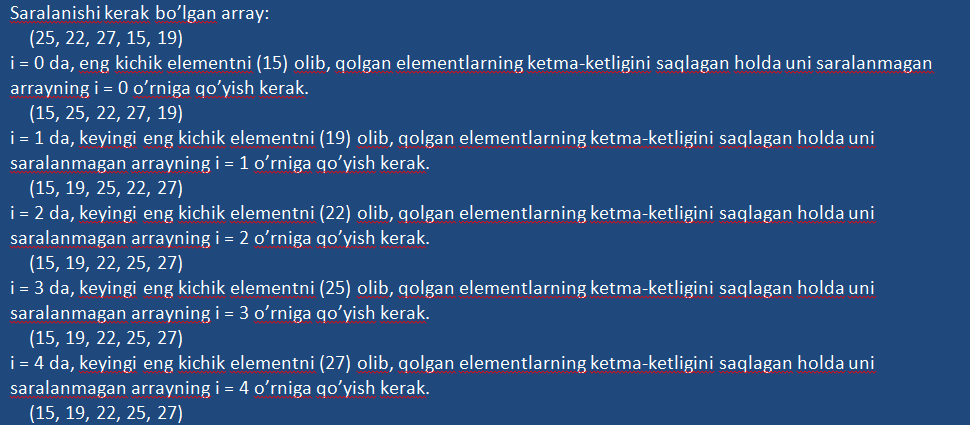 Saralanishi kerak bo’lgan array:
(25, 22, 27, 15, 19)
i = 0 da, eng kichik elementni (15) olib, qolgan elementlarning ketma-ketligini saqlagan holda uni saralanmagan
arrayning i = 0 o’rniga qo’yish kerak.
(15, 25, 22, 27, 19)
i = 1 da, keyingi eng kichik elementni (19) olib, qolgan elementlarning ketma-ketligini saqlagan holda uni
saralanmagan arrayning i = 1 o’rniga qo’yish kerak.
(15, 19, 25, 22, 27)
i = 2 da, keyingi eng kichik elementni (22) olib, qolgan elementlarning ketma-ketligini saqlagan holda uni
saralanmagan arrayning i = 2 o’rniga qo’yish kerak.
(15, 19, 22, 25, 27)
i = 3 da, keyingi eng kichik elementni (25) olib, qolgan elementlarning ketma-ketligini saqlagan holda uni
saralanmagan arrayning i = 3 o’rniga qo’yish kerak.
(15, 19, 22, 25, 27)
i = 4 da, keyingi eng kichik elementni (27) olib, qolgan elementlarning ketma-ketligini saqlagan holda uni
saralanmagan arrayning i = 4 o’rniga qo’yish kerak.
(15, 19, 22, 25, 27)